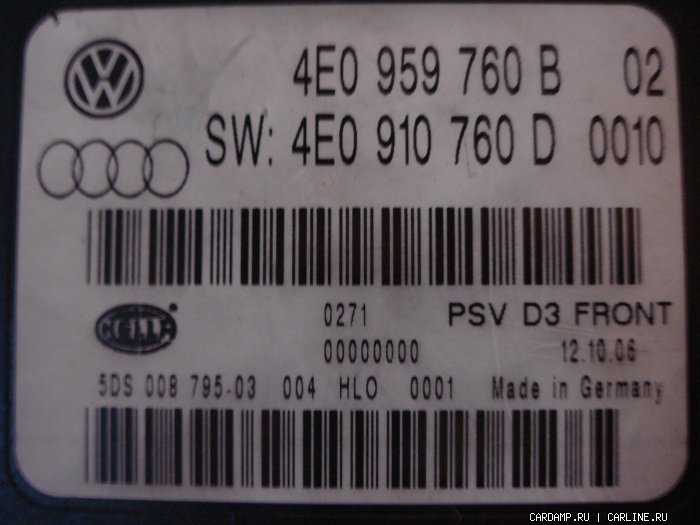 4E0 959 760 B 02
SW: 4E0 910 760 D 0010
0271 PSV D3 FRONT
HELLA
00000000 12.10.06
5DS 008 795-03 004 HLO 0001 Made in Germany
CARDAMP.RU | CARLINE.RU